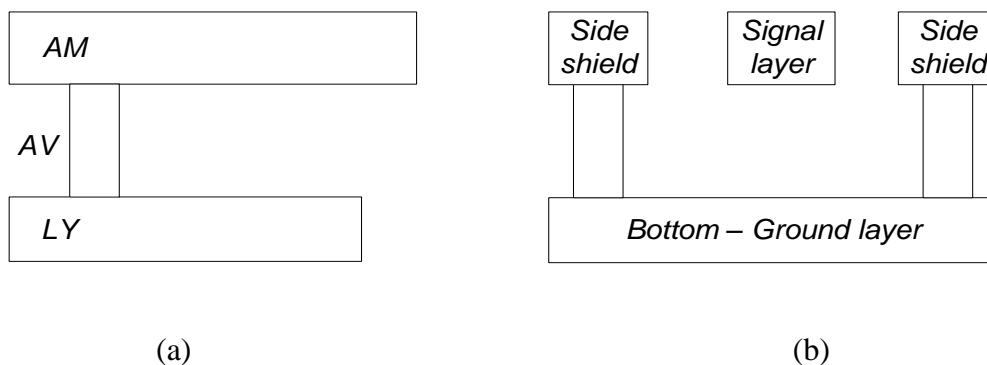 AM
AV
LY
Side
shield
Signal
layer
Side
shield
Bottom – Ground layer
(a)
(b)